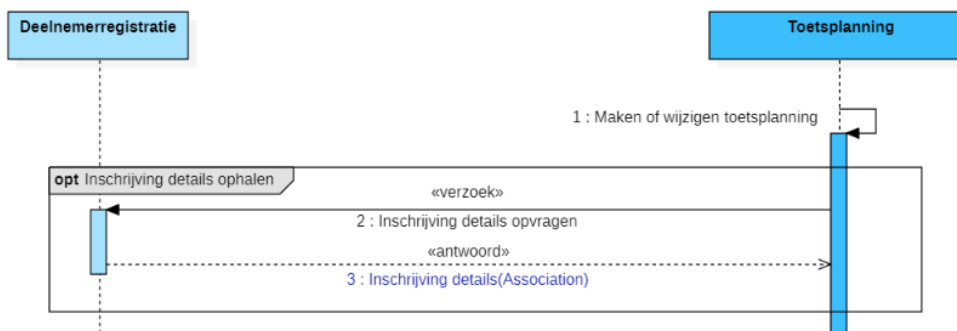 Deelnemerregistratie
Toetsplanning
1 : Maken of wijzigen toetsplanning
opt Inschrijving details ophalen
«verzoek»
2 : Inschrijving details opvragen
«antwoord»
3 : Inschrijving details(Association)